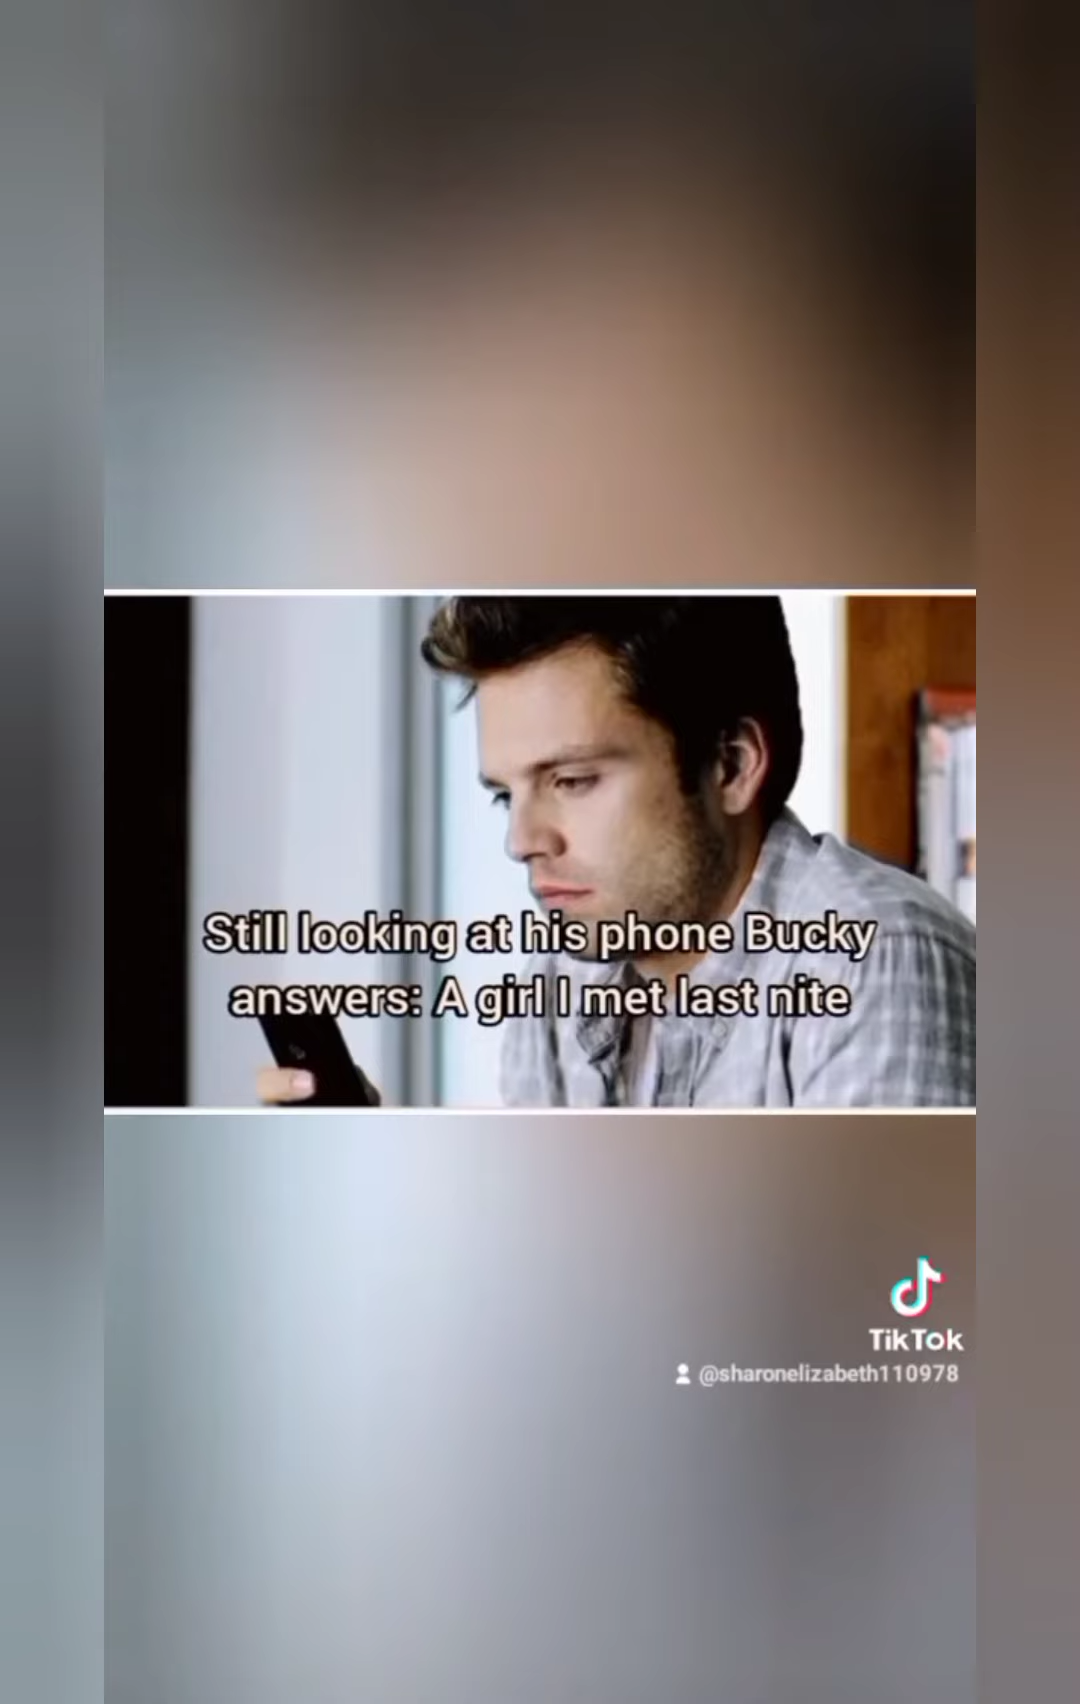 Still looking at his phone Bucky
answers: A girl I met last nite
TikTok
@sharonelizabeth110978